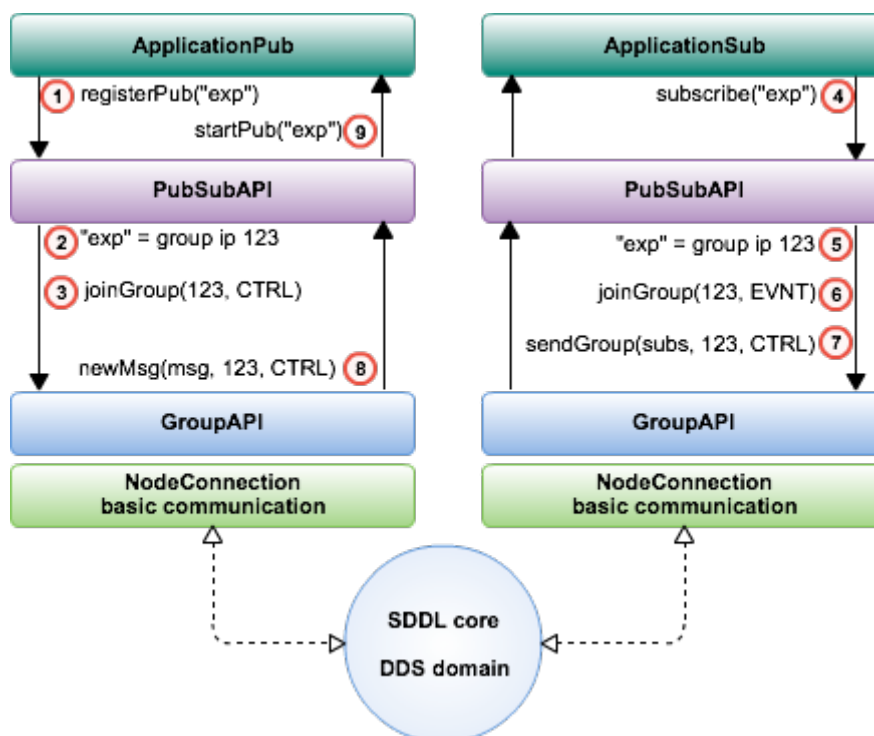 ApplicationPub
1 registerPub("exp")
startPub("exp") 9
PubSubAPI
2 "exp" = group ip 123
3 joinGroup(123, CTRL)
newMsg(msg, 123, CTRL) 8
GroupAPI
NodeConnection
basic communication
ApplicationSub
subscribe("exp") 4
PubSubAPI
"exp" = group ip 123 5
joinGroup(123, EVNT) 6
sendGroup(subs, 123, CTRL) 7
GroupAPI
NodeConnection
basic communication
SDDL core
DDS domain